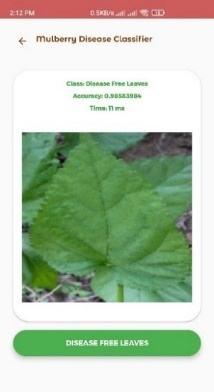 2:12 PM 0.5KB/s
Mulberry Disease Classifier
Class: Disease Free Leaves
Accuracy: 0.98583984
Time: 11 ms
DISEASE FREE LEAVES